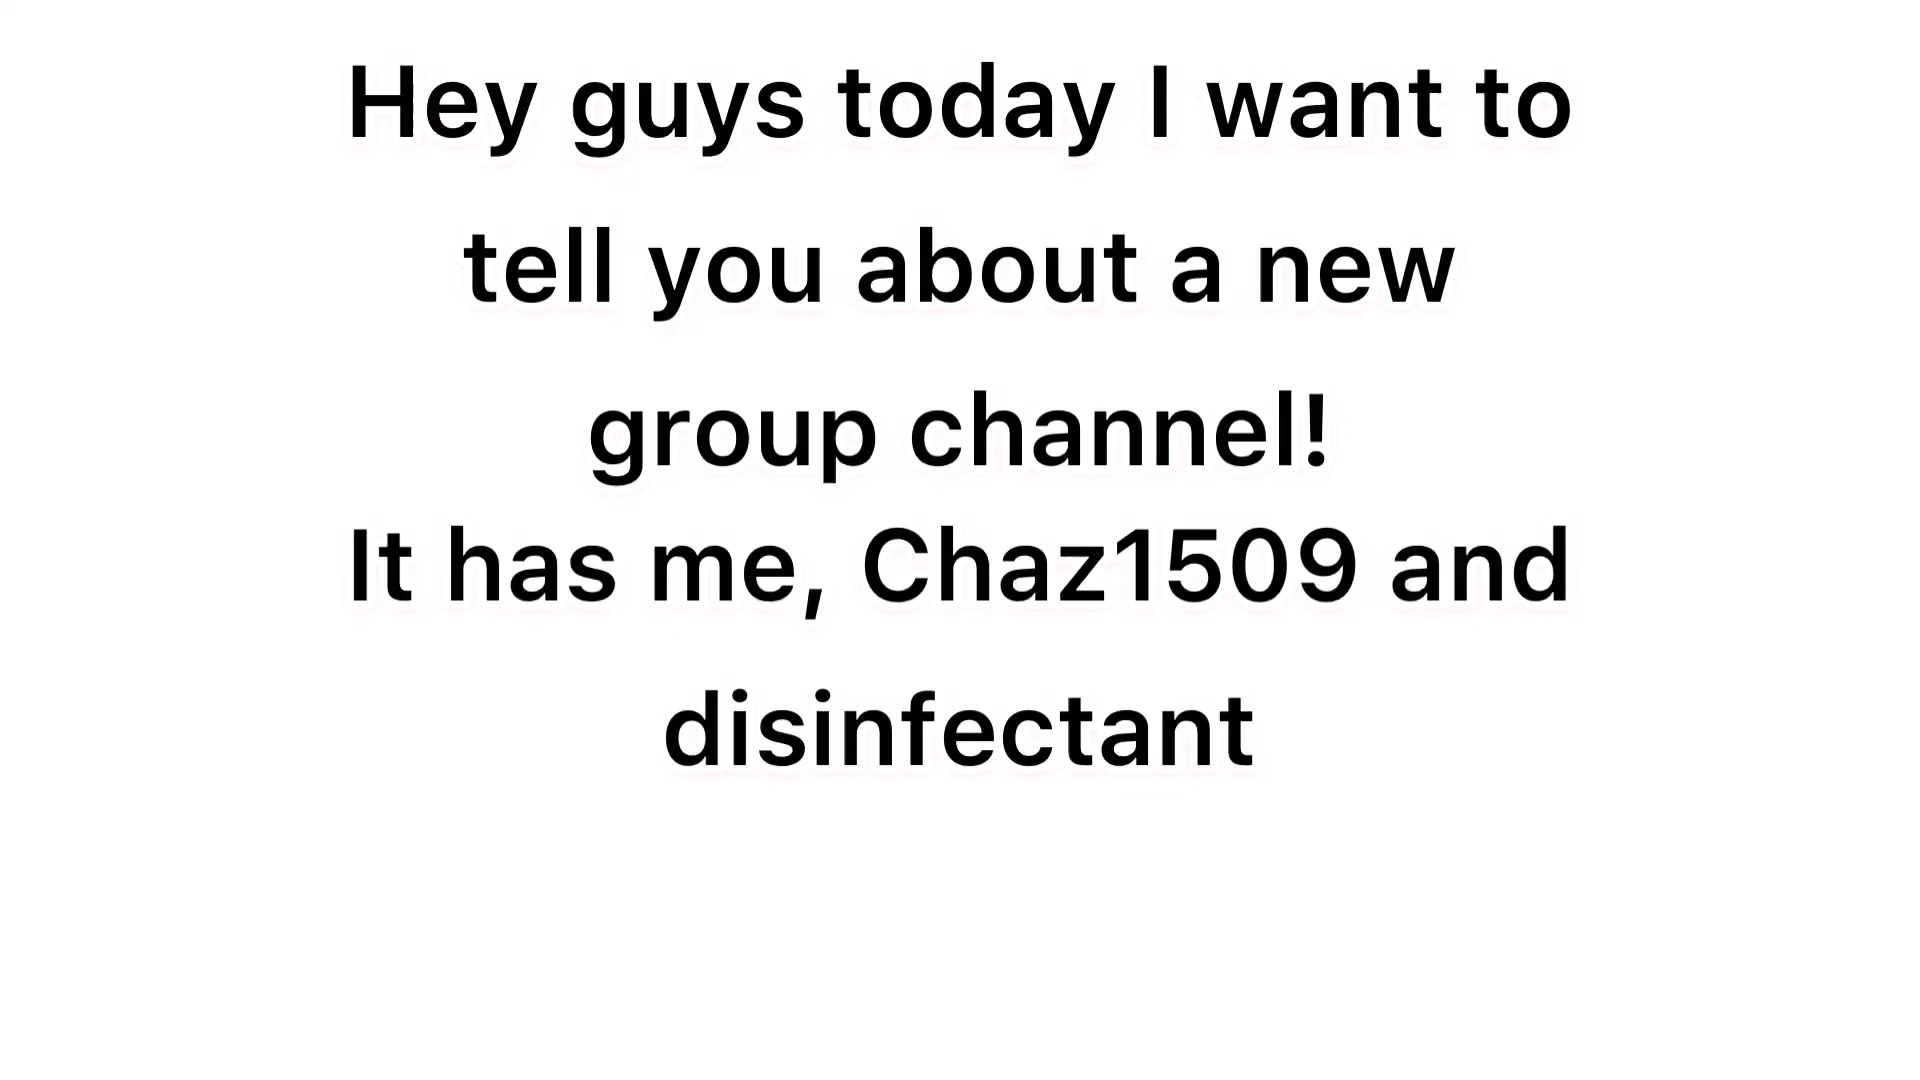 Hey guys today I want to
tell you about a new
group channel!
It has me, Chaz1509 and
disinfectant